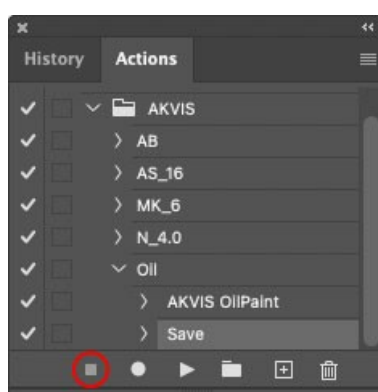 History Actions
AKVIS
AB
AS_16
MK_6
N_4.0
Oil
AKVIS OilPaint
Save